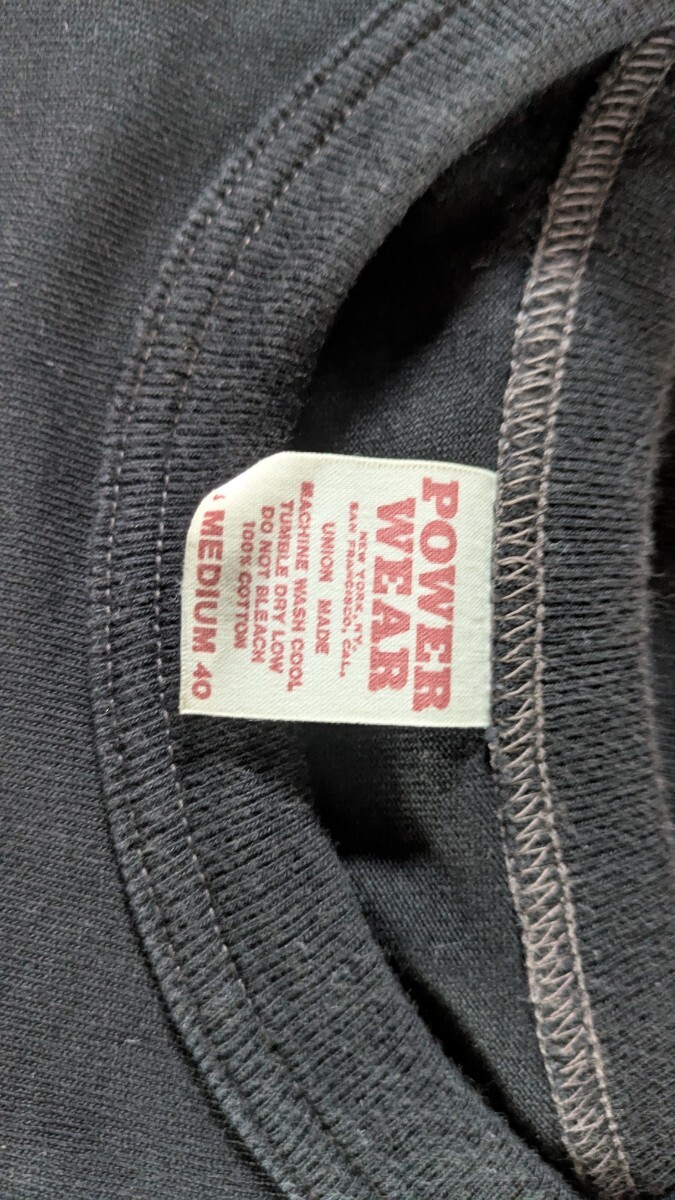 POWER
WEAR
NEW YORK, NY.
SAN FRANCISCO, CAL.
UNION MADE
MACHINE WASH COOL
TUMBLE DRY LOW
DO NOT BLEACH
100% COTTON
MEDIUM 40